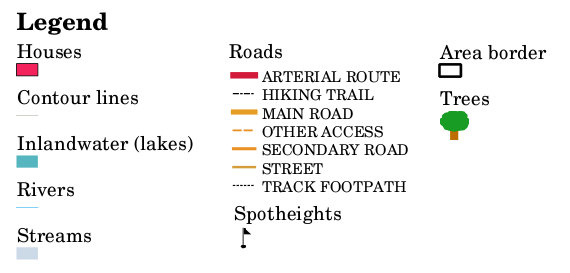 Legend
Houses
Contour lines
Inlandwater (lakes)
Rivers
Streams
Roads
ARTERIAL ROUTE
HIKING TRAIL
MAIN ROAD
OTHER ACCESS
SECONDARY ROAD
STREET
TRACK FOOTPATH
Spotheights
Area border
Trees